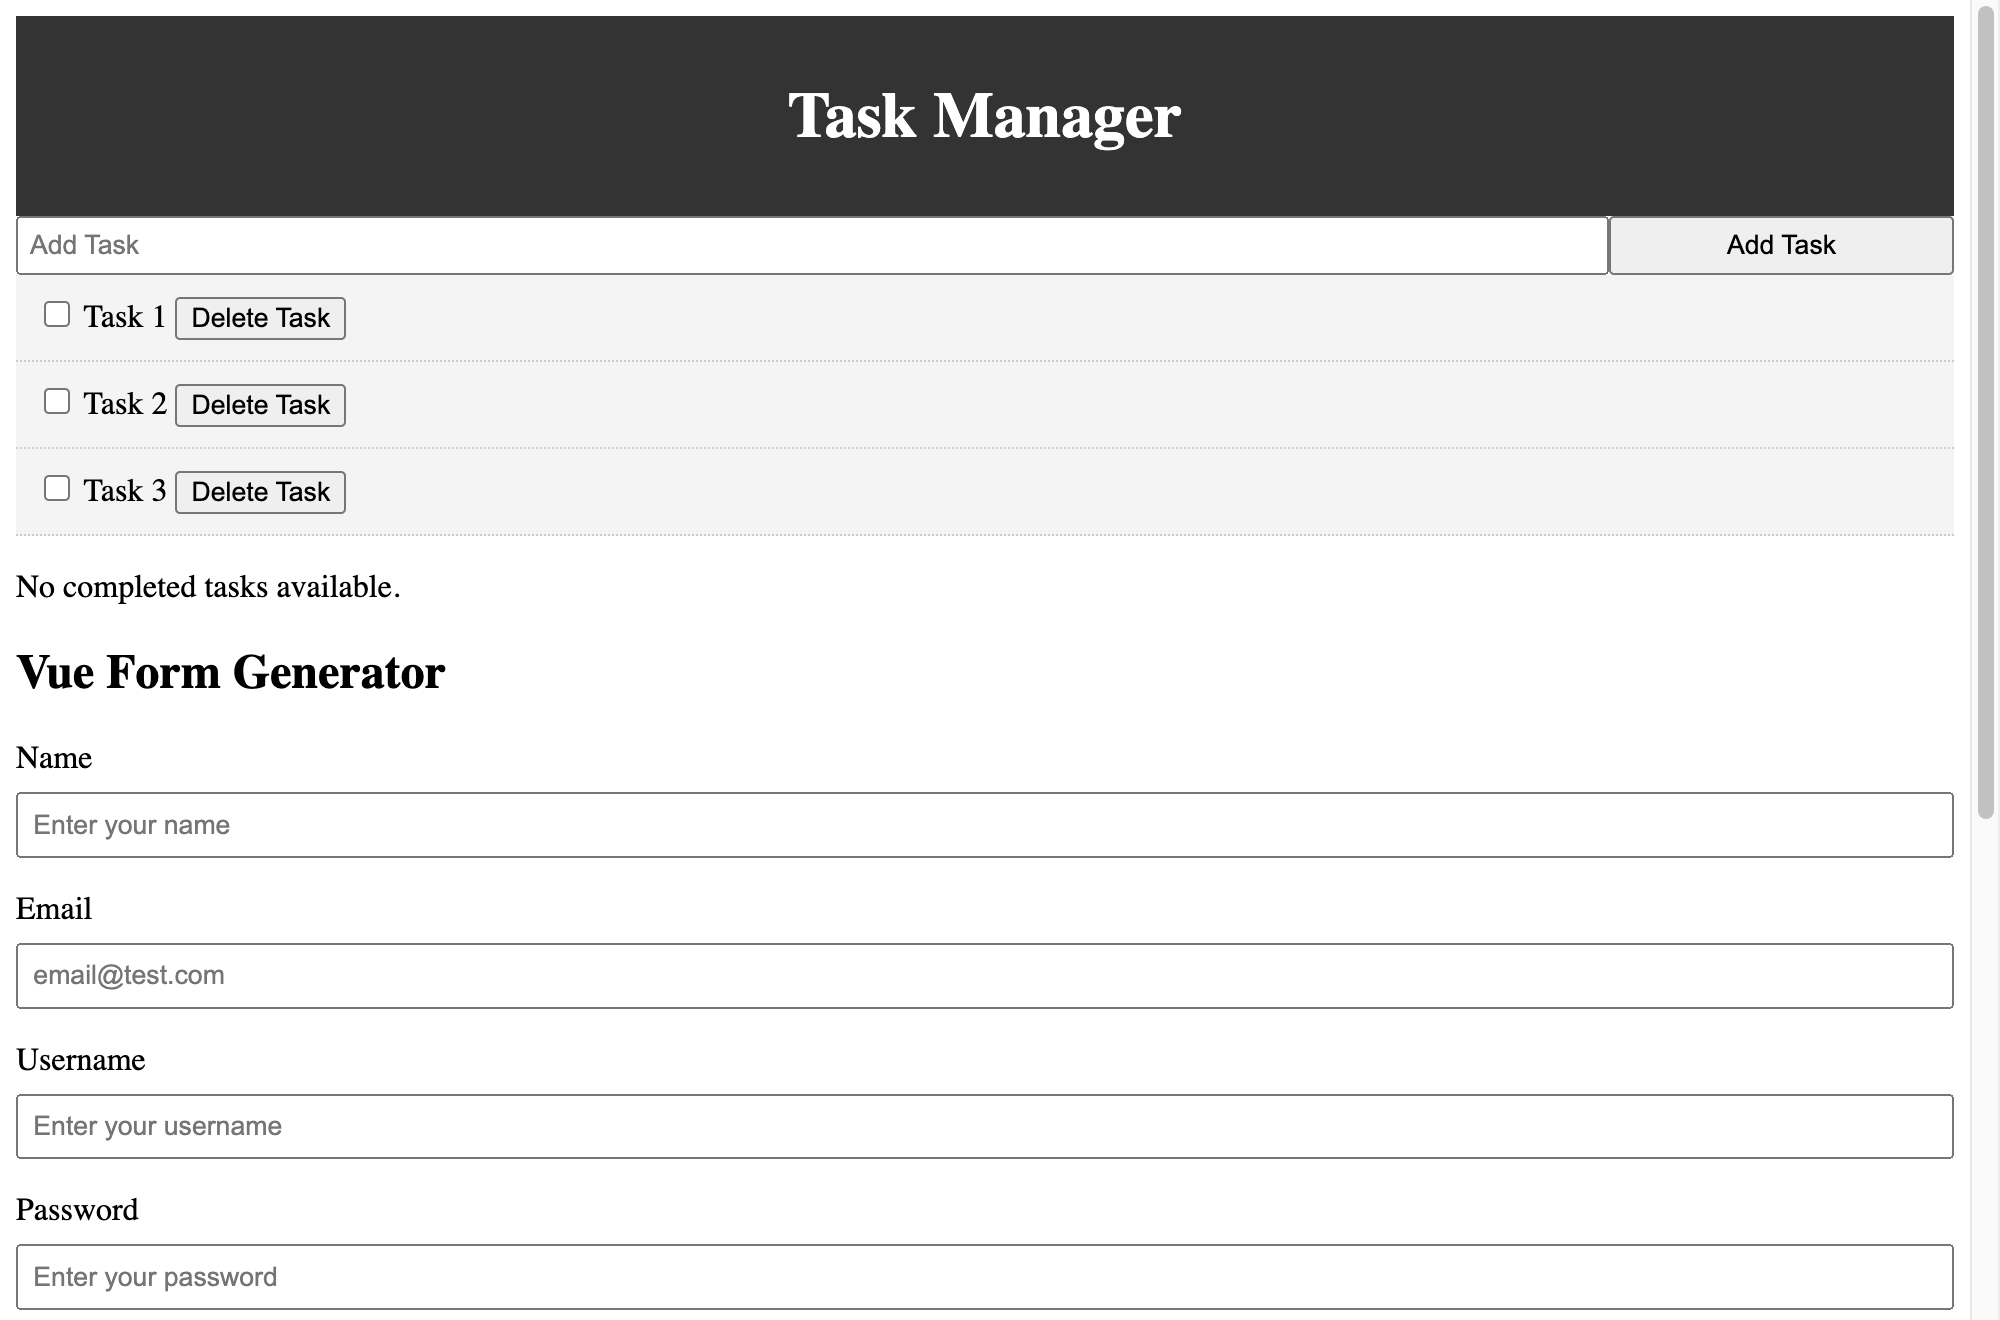 Task Manager
Add Task Add Task
Task 1 Delete Task
Task 2 Delete Task
Task 3 Delete Task
No completed tasks available.
Vue Form Generator
Name
Enter your name
Email
email@test.com
Username
Enter your username
Password
Enter your password